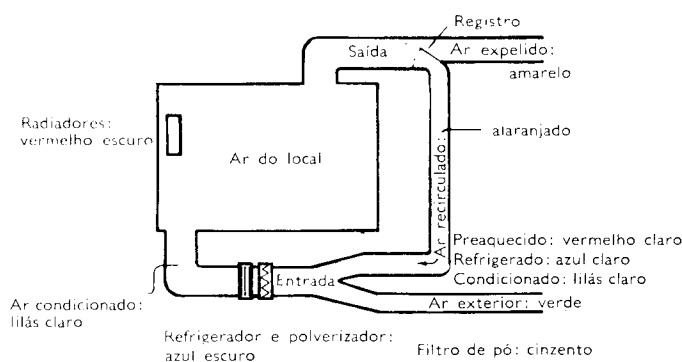 Registro
Saída
Ar expelido:
amarelo
Radiadores:
vermelho escuro
alaranjado
Ar do local
Ar recirculado:
Preaquecido: vermelho claro
Refrigerado: azul claro
Entrada
Condicionado: lilás claro
Ar condicionado:
lilás claro
Ar exterior: verde
Refrigerador e polverizador:
azul escuro
Filtro de pó: cinzento